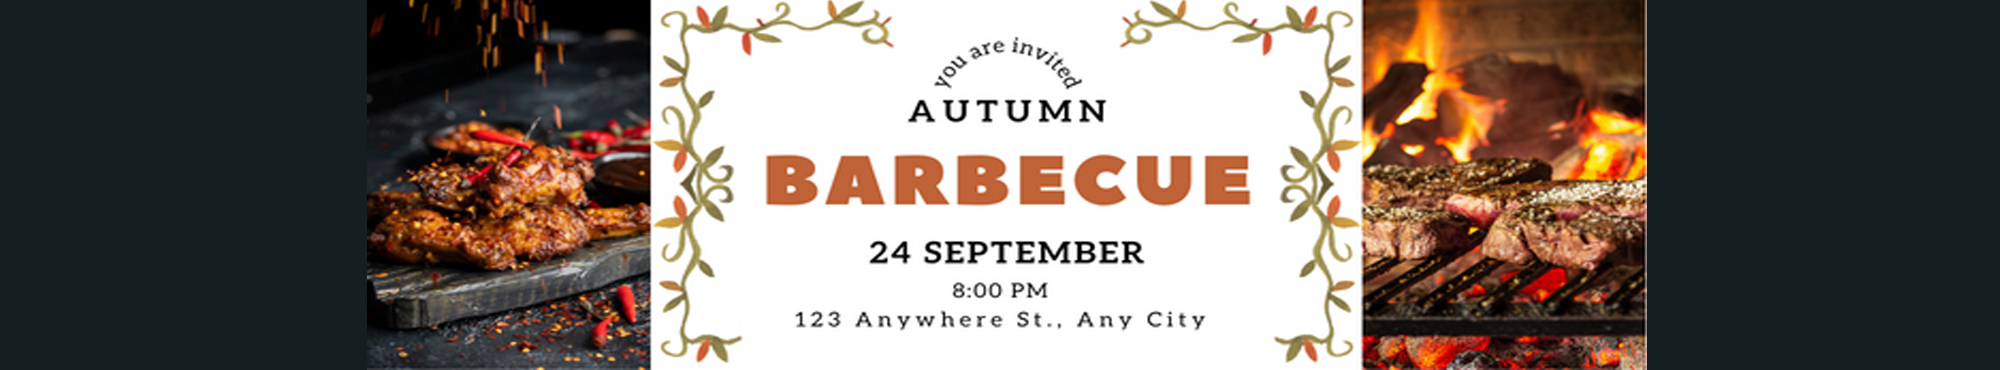 you are invited
AUTUMN
BARBECUE
24 SEPTEMBER
8:00 PM
123 Anywhere St., Any City